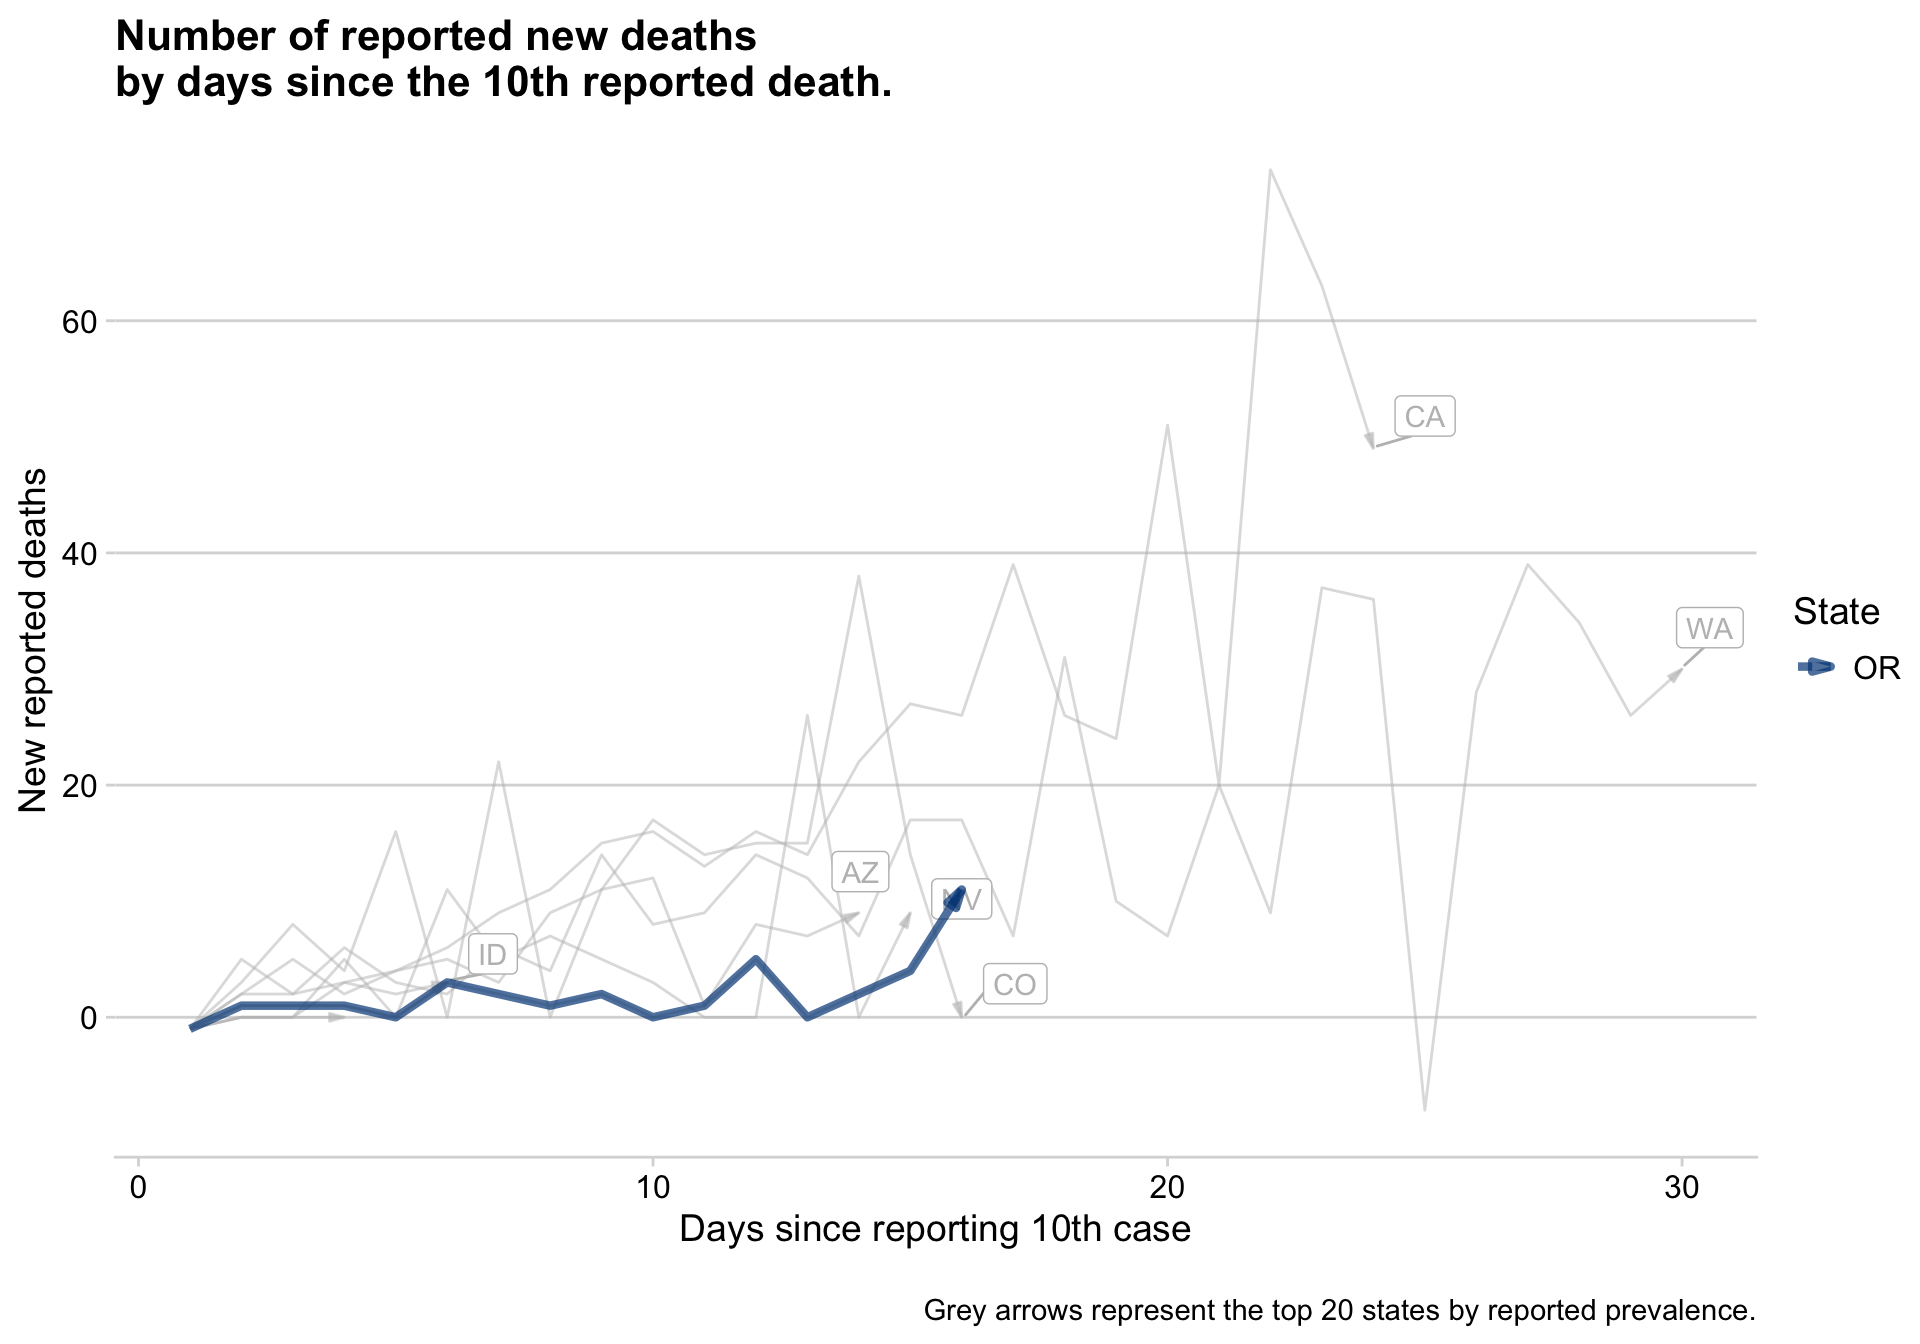 Number of reported new deaths
by days since the 10th reported death.
60
40
20
0
New reported deaths
CA
WA
AZ
NV
ID
CO
State
OR
0
10
20
30
Days since reporting 10th case
Grey arrows represent the top 20 states by reported prevalence.